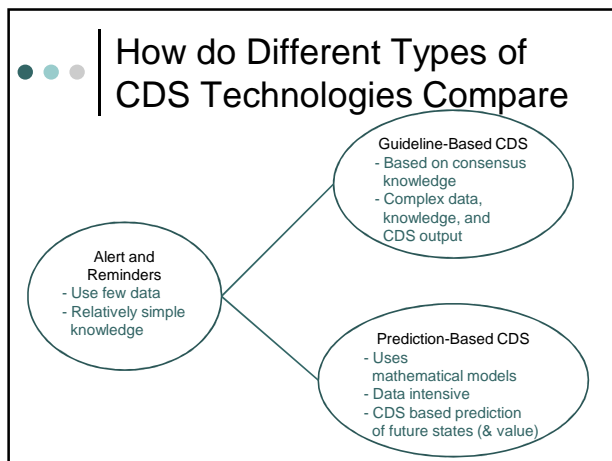 How do Different Types of
CDS Technologies Compare
Guideline-Based CDS
- Based on consensus
knowledge
- Complex data,
knowledge, and
CDS output
Alert and
Reminders
- Use few data
- Relatively simple
knowledge
Prediction-Based CDS
- Uses
mathematical models
- Data intensive
- CDS based prediction
of future states (& value)